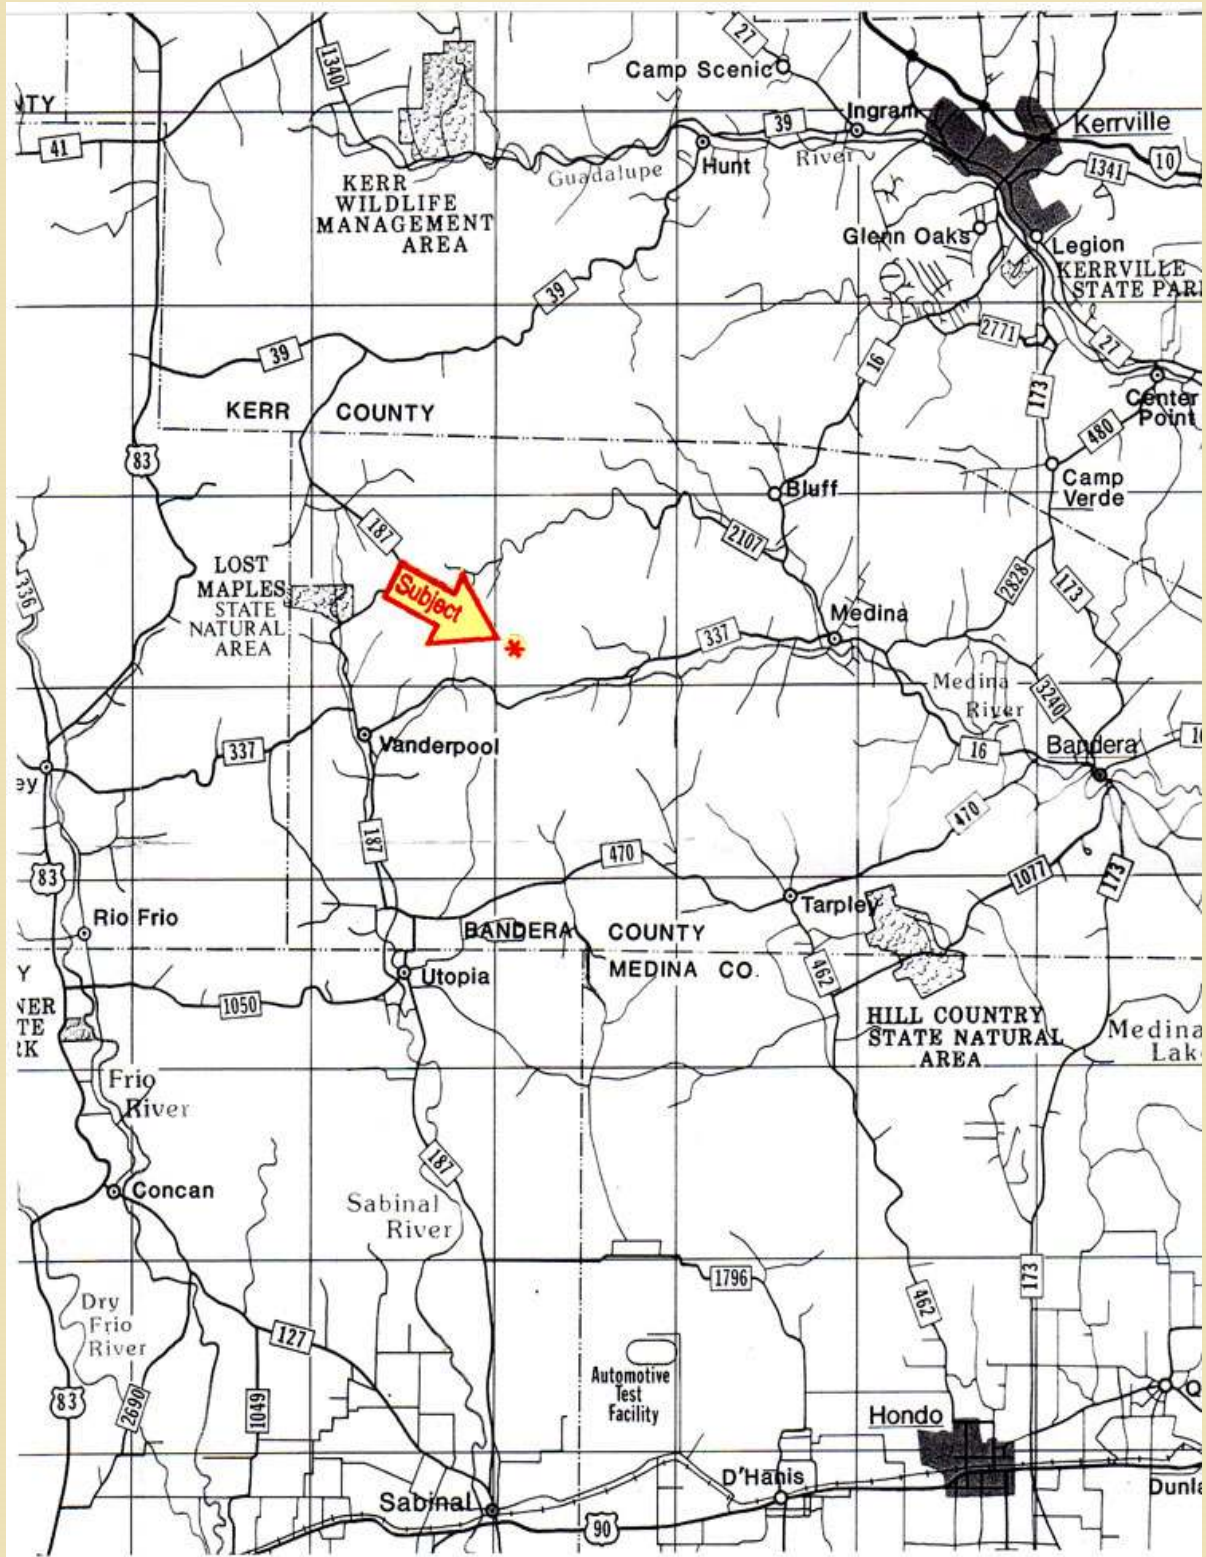 27
1340
Camp Scenic
NTY
Ingram
39
Kerrville
41
10
Hunt
River
1341
Guadalupe
KERR
WILDLIFE
MANAGEMENT
AREA
Glenn Oaks
Legion
KERRVILLE
STATE PAR
39
2771
27
39
16
173
Center
Point
KERR COUNTY
480
83
Camp
Verde
Bluff
187
2107
LOST
MAPLES
STATE
NATURAL
AREA
336
2828
173
Subject
*
Medina
337
Medina
River
3240
Vanderpool
337
16
Bandera
ey
187
470
470
83
1077
173
Rio Frio
Tarpley
BANDERA COUNTY
MEDINA CO.
462
Utopia
Y
NER
TE
RK
1050
HILL COUNTRY
STATE NATURAL
AREA
Medina
Lak
Frio
River
187
Concan
Sabinal
River
1796
173
Dry
Frio
River
462
127
83
2690
1049
Automotive
Test
Facility
Hondo
D'Hanis
Sabinal
Dunla
90